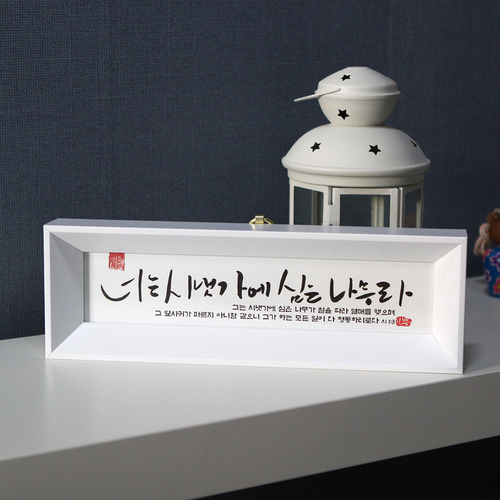 너는 시냇가에 심은 나무라
그는 시냇가에 심은 나무가 철을 따라 열매를 맺으며
그 잎사귀가 마르지 아니함 같으니 그가 하는 모든 일이 다 형통하리로다 시 1:3